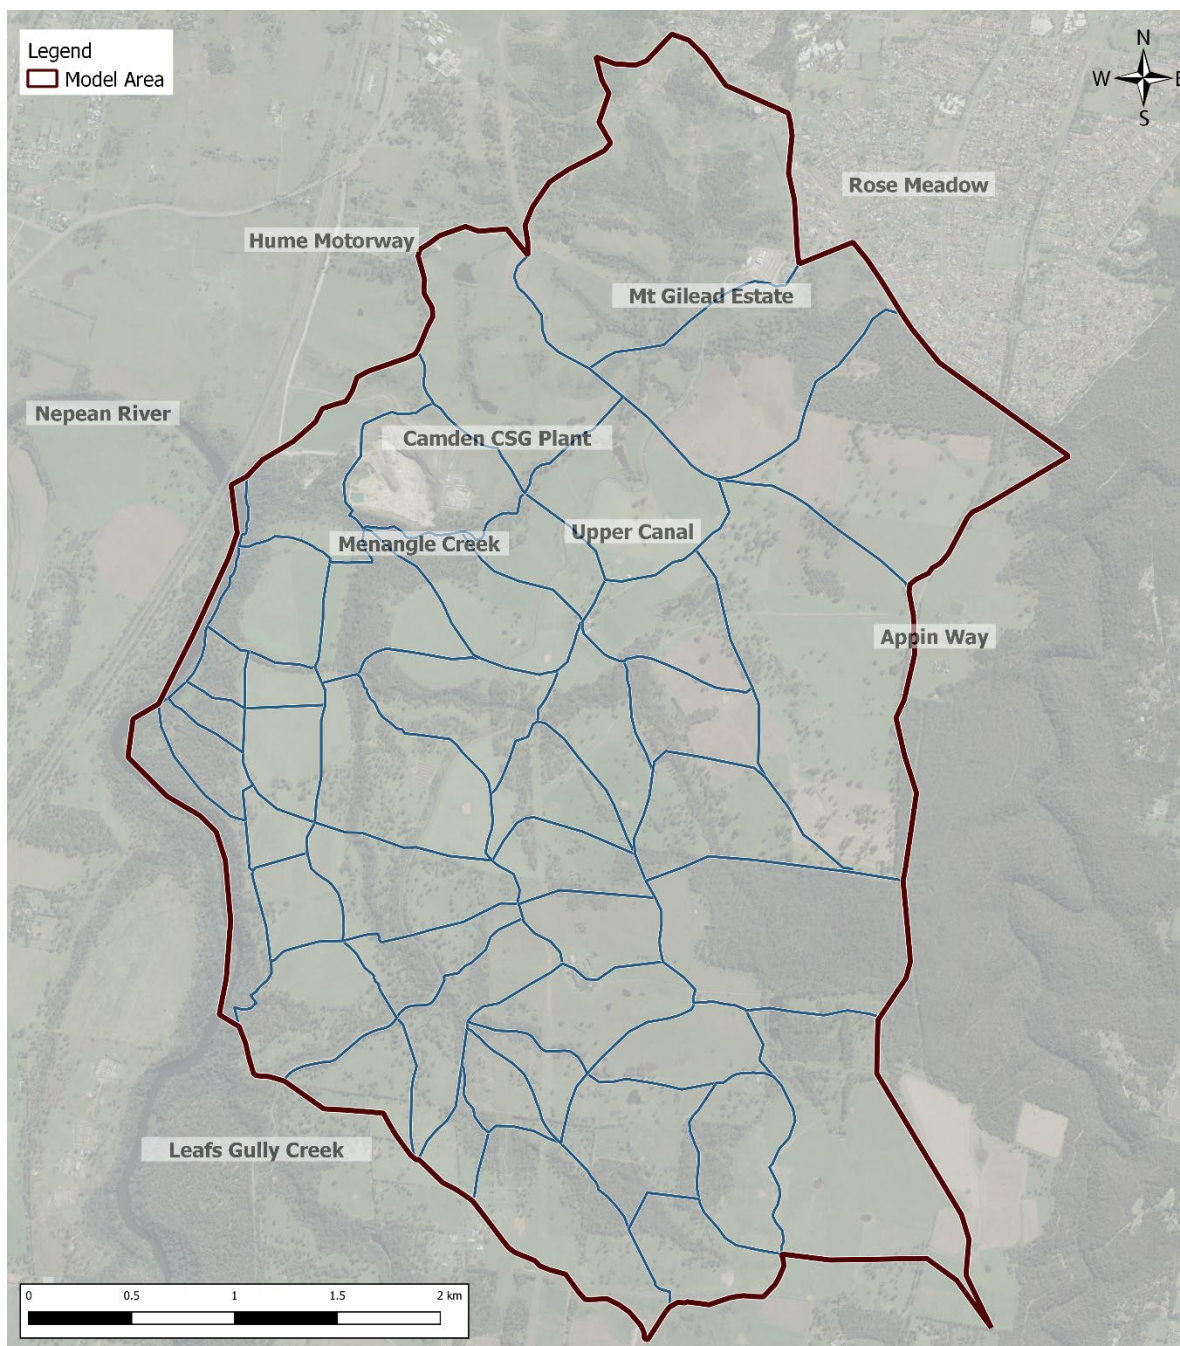 Legend
Model Area
N
W
E
S
Rose Meadow
Hume Motorway
Mt Gilead Estate
Nepean River
Camden CSG Plant
Upper Canal
Menangle Creek
Appin Way
Leafs Gully Creek
0 0.5 1 1.5 2 km